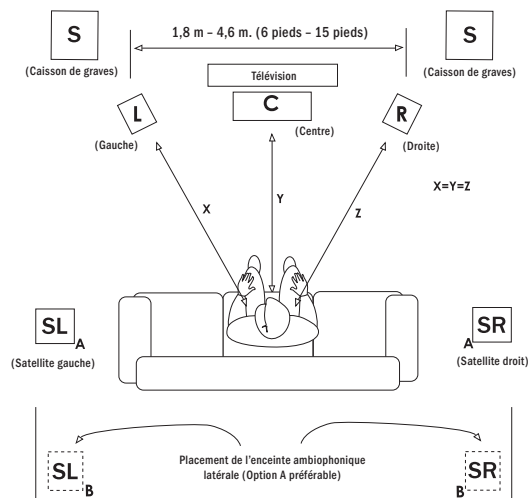 S
1,8 m – 4,6 m. (6 pieds – 15 pieds)
S
(Caisson de graves)
Télévision
(Caisson de graves)
L
C
R
(Gauche)
(Centre)
(Droite)
X=Y=Z
X
Y
Z
SL
A
(Satellite gauche)
SR
A
(Satellite droit)
SL
B
Placement de l'enceinte ambiophonique
latérale (Option A préférable)
SR
B